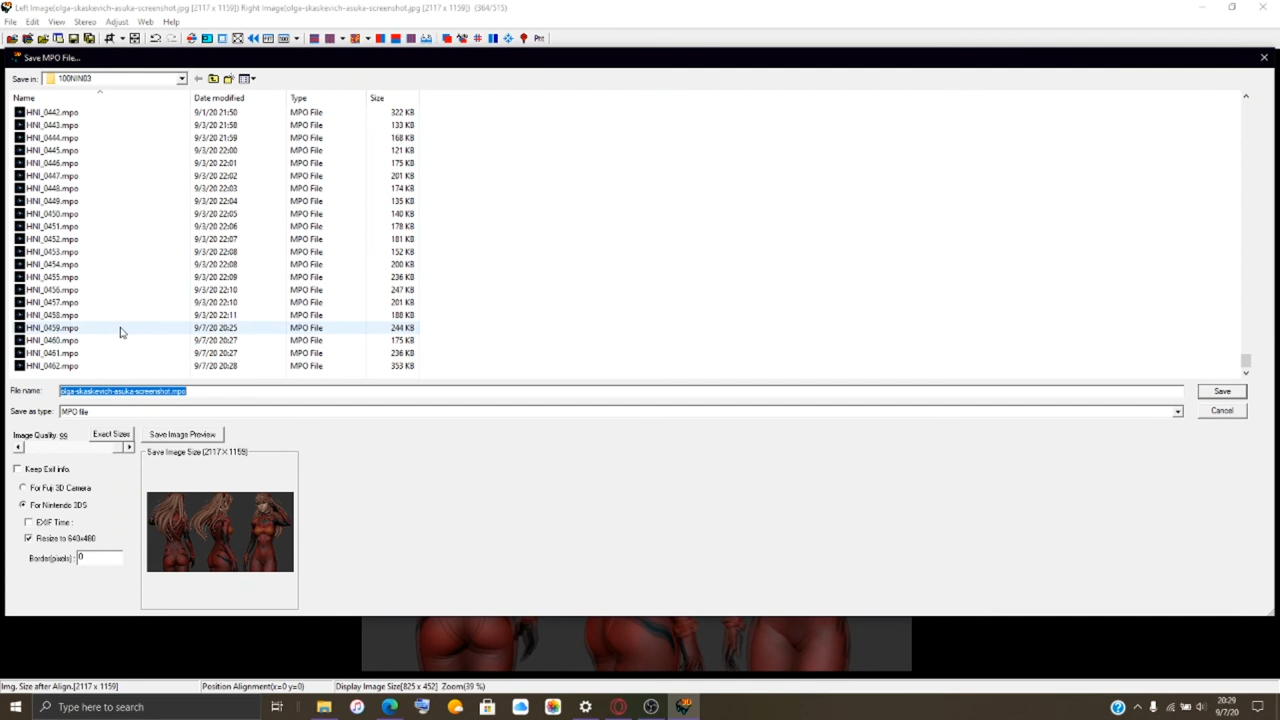 Left Image(olga-skaskevich-asuka-screenshot.jpg [2117 x 1159]) Right Image(olga-skaskevich-asuka-screenshot.jpg [2117 x 1159]) (364/515)
File Edit View Stereo Adjust Web Help
Save MPO File...
Save in: 100NIN03
Name Date modified Type Size
HNI_0442.mpo 9/1/20 21:50 MPO File 322 KB
HNI_0443.mpo 9/3/20 21:58 MPO File 133 KB
HNI_0444.mpo 9/3/20 21:59 MPO File 168 KB
HNI_0445.mpo 9/3/20 22:00 MPO File 121 KB
HNI_0446.mpo 9/3/20 22:01 MPO File 175 KB
HNI_0447.mpo 9/3/20 22:02 MPO File 201 KB
HNI_0448.mpo 9/3/20 22:03 MPO File 174 KB
HNI_0449.mpo 9/3/20 22:04 MPO File 135 KB
HNI_0450.mpo 9/3/20 22:05 MPO File 140 KB
HNI_0451.mpo 9/3/20 22:06 MPO File 178 KB
HNI_0452.mpo 9/3/20 22:07 MPO File 181 KB
HNI_0453.mpo 9/3/20 22:08 MPO File 152 KB
HNI_0454.mpo 9/3/20 22:08 MPO File 200 KB
HNI_0455.mpo 9/3/20 22:09 MPO File 236 KB
HNI_0456.mpo 9/3/20 22:10 MPO File 247 KB
HNI_0457.mpo 9/3/20 22:10 MPO File 201 KB
HNI_0458.mpo 9/3/20 22:11 MPO File 188 KB
HNI_0459.mpo 9/7/20 20:25 MPO File 244 KB
HNI_0460.mpo 9/7/20 20:27 MPO File 175 KB
HNI_0461.mpo 9/7/20 20:27 MPO File 236 KB
HNI_0462.mpo 9/7/20 20:28 MPO File 353 KB
File name: olga-skaskevich-asuka-screenshot.mpo Save
Save as type: MPO file Cancel
Image Quality: 99 Exact Sizes Save Image Preview
Save Image Size (2117×1159)
Keep Exif info.
For Fuji 3D Camera
For Nintendo 3DS
EXIF Time :
Resize to 640x480
Border(pixels) : 0
Img. Size after Align.[2117 x 1159] Position Alignment(x=0 y=0) Display Image Size[825 x 452] Zoom(39 %)
Type here to search
20:29
9/7/20